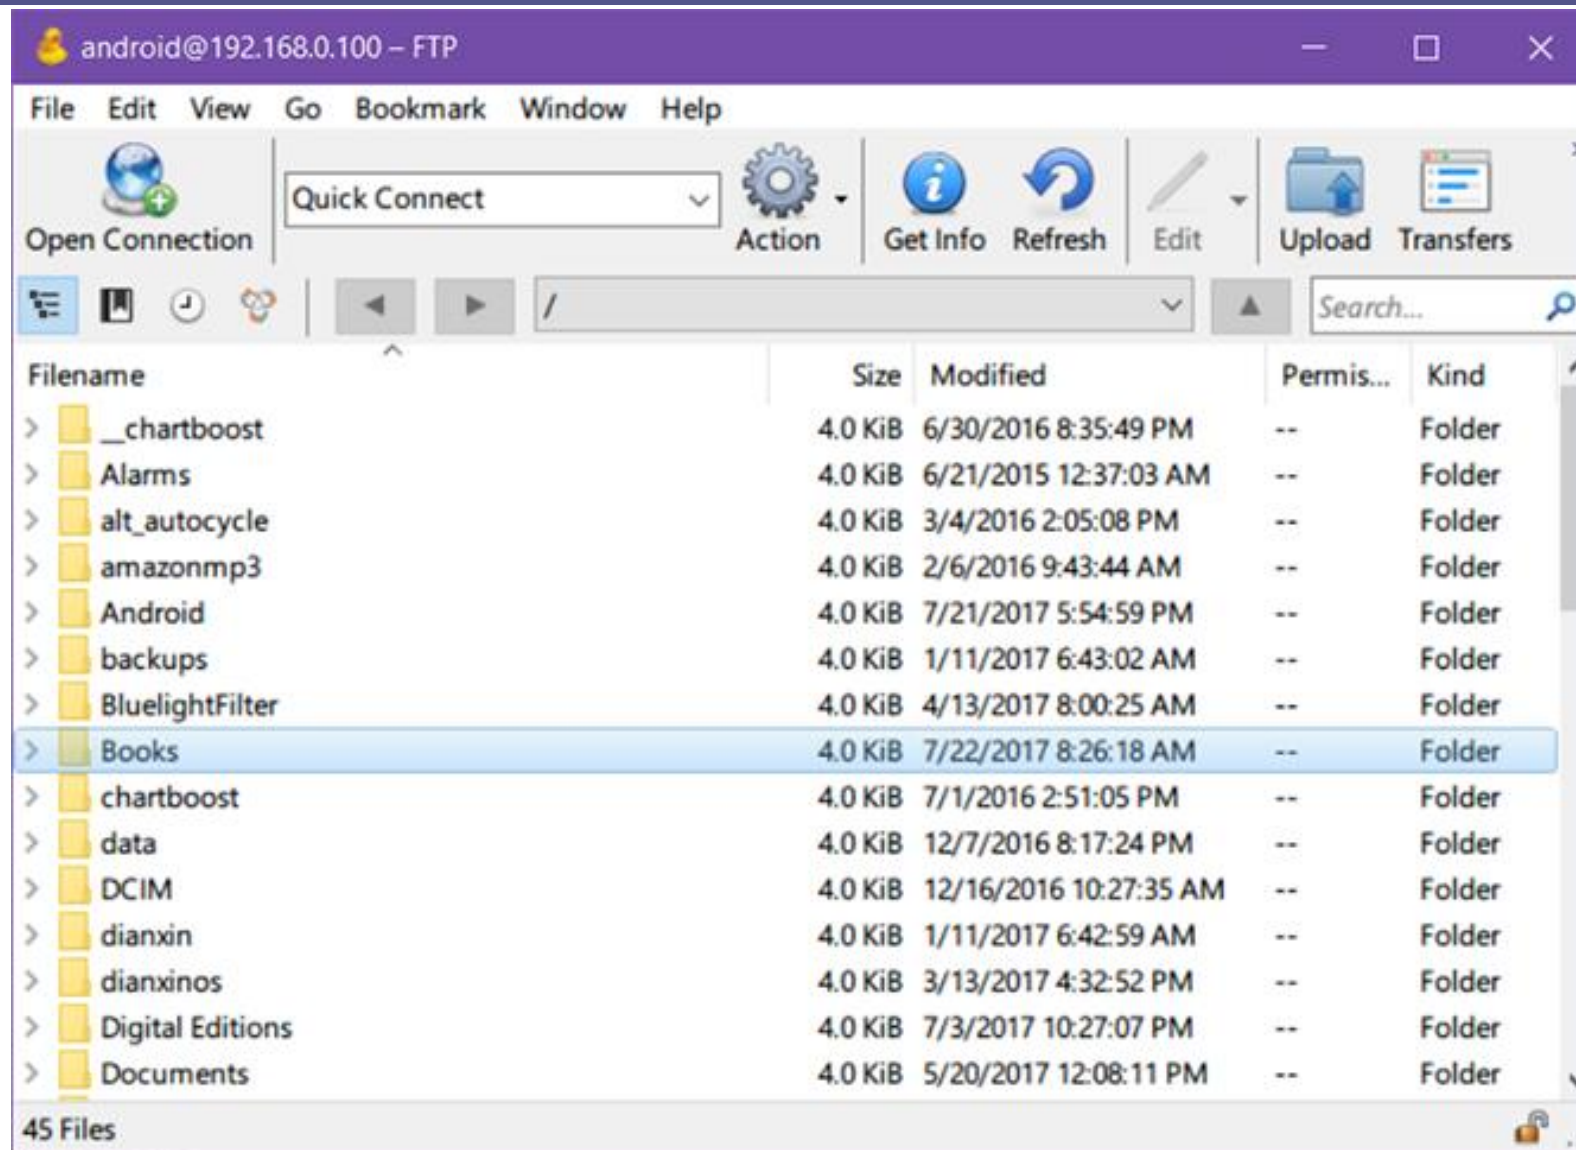 android@192.168.0.100 – FTP
File Edit View Go Bookmark Window Help
Quick Connect
Open Connection Action Get Info Refresh Edit Upload Transfers
/ Search...
Filename Size Modified Permis... Kind
__chartboost 4.0 KiB 6/30/2016 8:35:49 PM -- Folder
Alarms 4.0 KiB 6/21/2015 12:37:03 AM -- Folder
alt_autocycle 4.0 KiB 3/4/2016 2:05:08 PM -- Folder
amazonmp3 4.0 KiB 2/6/2016 9:43:44 AM -- Folder
Android 4.0 KiB 7/21/2017 5:54:59 PM -- Folder
backups 4.0 KiB 1/11/2017 6:43:02 AM -- Folder
BluelightFilter 4.0 KiB 4/13/2017 8:00:25 AM -- Folder
Books 4.0 KiB 7/22/2017 8:26:18 AM -- Folder
chartboost 4.0 KiB 7/1/2016 2:51:05 PM -- Folder
data 4.0 KiB 12/7/2016 8:17:24 PM -- Folder
DCIM 4.0 KiB 12/16/2016 10:27:35 AM -- Folder
dianxin 4.0 KiB 1/11/2017 6:42:59 AM -- Folder
dianxinos 4.0 KiB 3/13/2017 4:32:52 PM -- Folder
Digital Editions 4.0 KiB 7/3/2017 10:27:07 PM -- Folder
Documents 4.0 KiB 5/20/2017 12:08:11 PM -- Folder
45 Files